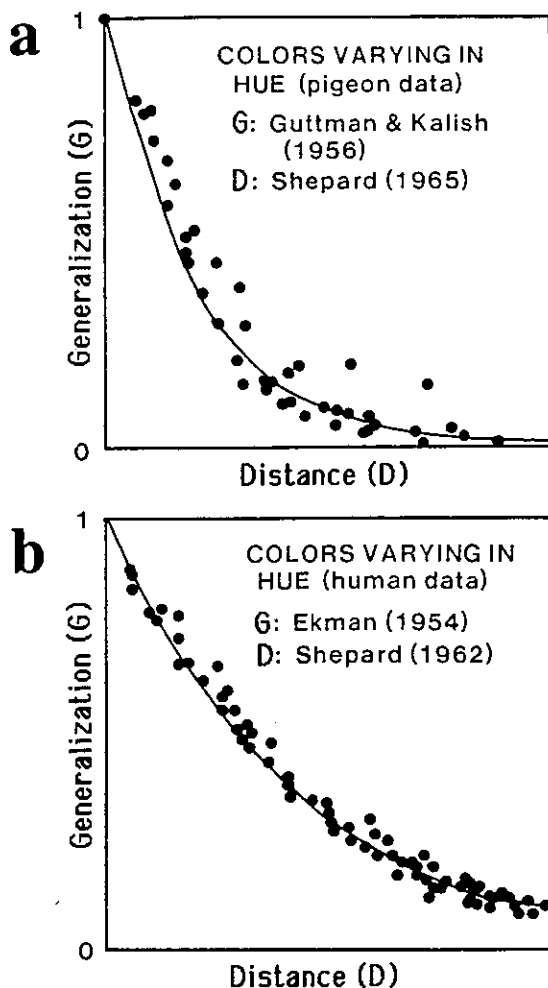 a
1
Generalization (G)
0
COLORS VARYING IN
HUE (pigeon data)
G: Guttman & Kalish
(1956)
D: Shepard (1965)
Distance (D)
b
1
Generalization (G)
0
COLORS VARYING IN
HUE (human data)
G: Ekman (1954)
D: Shepard (1962)
Distance (D)